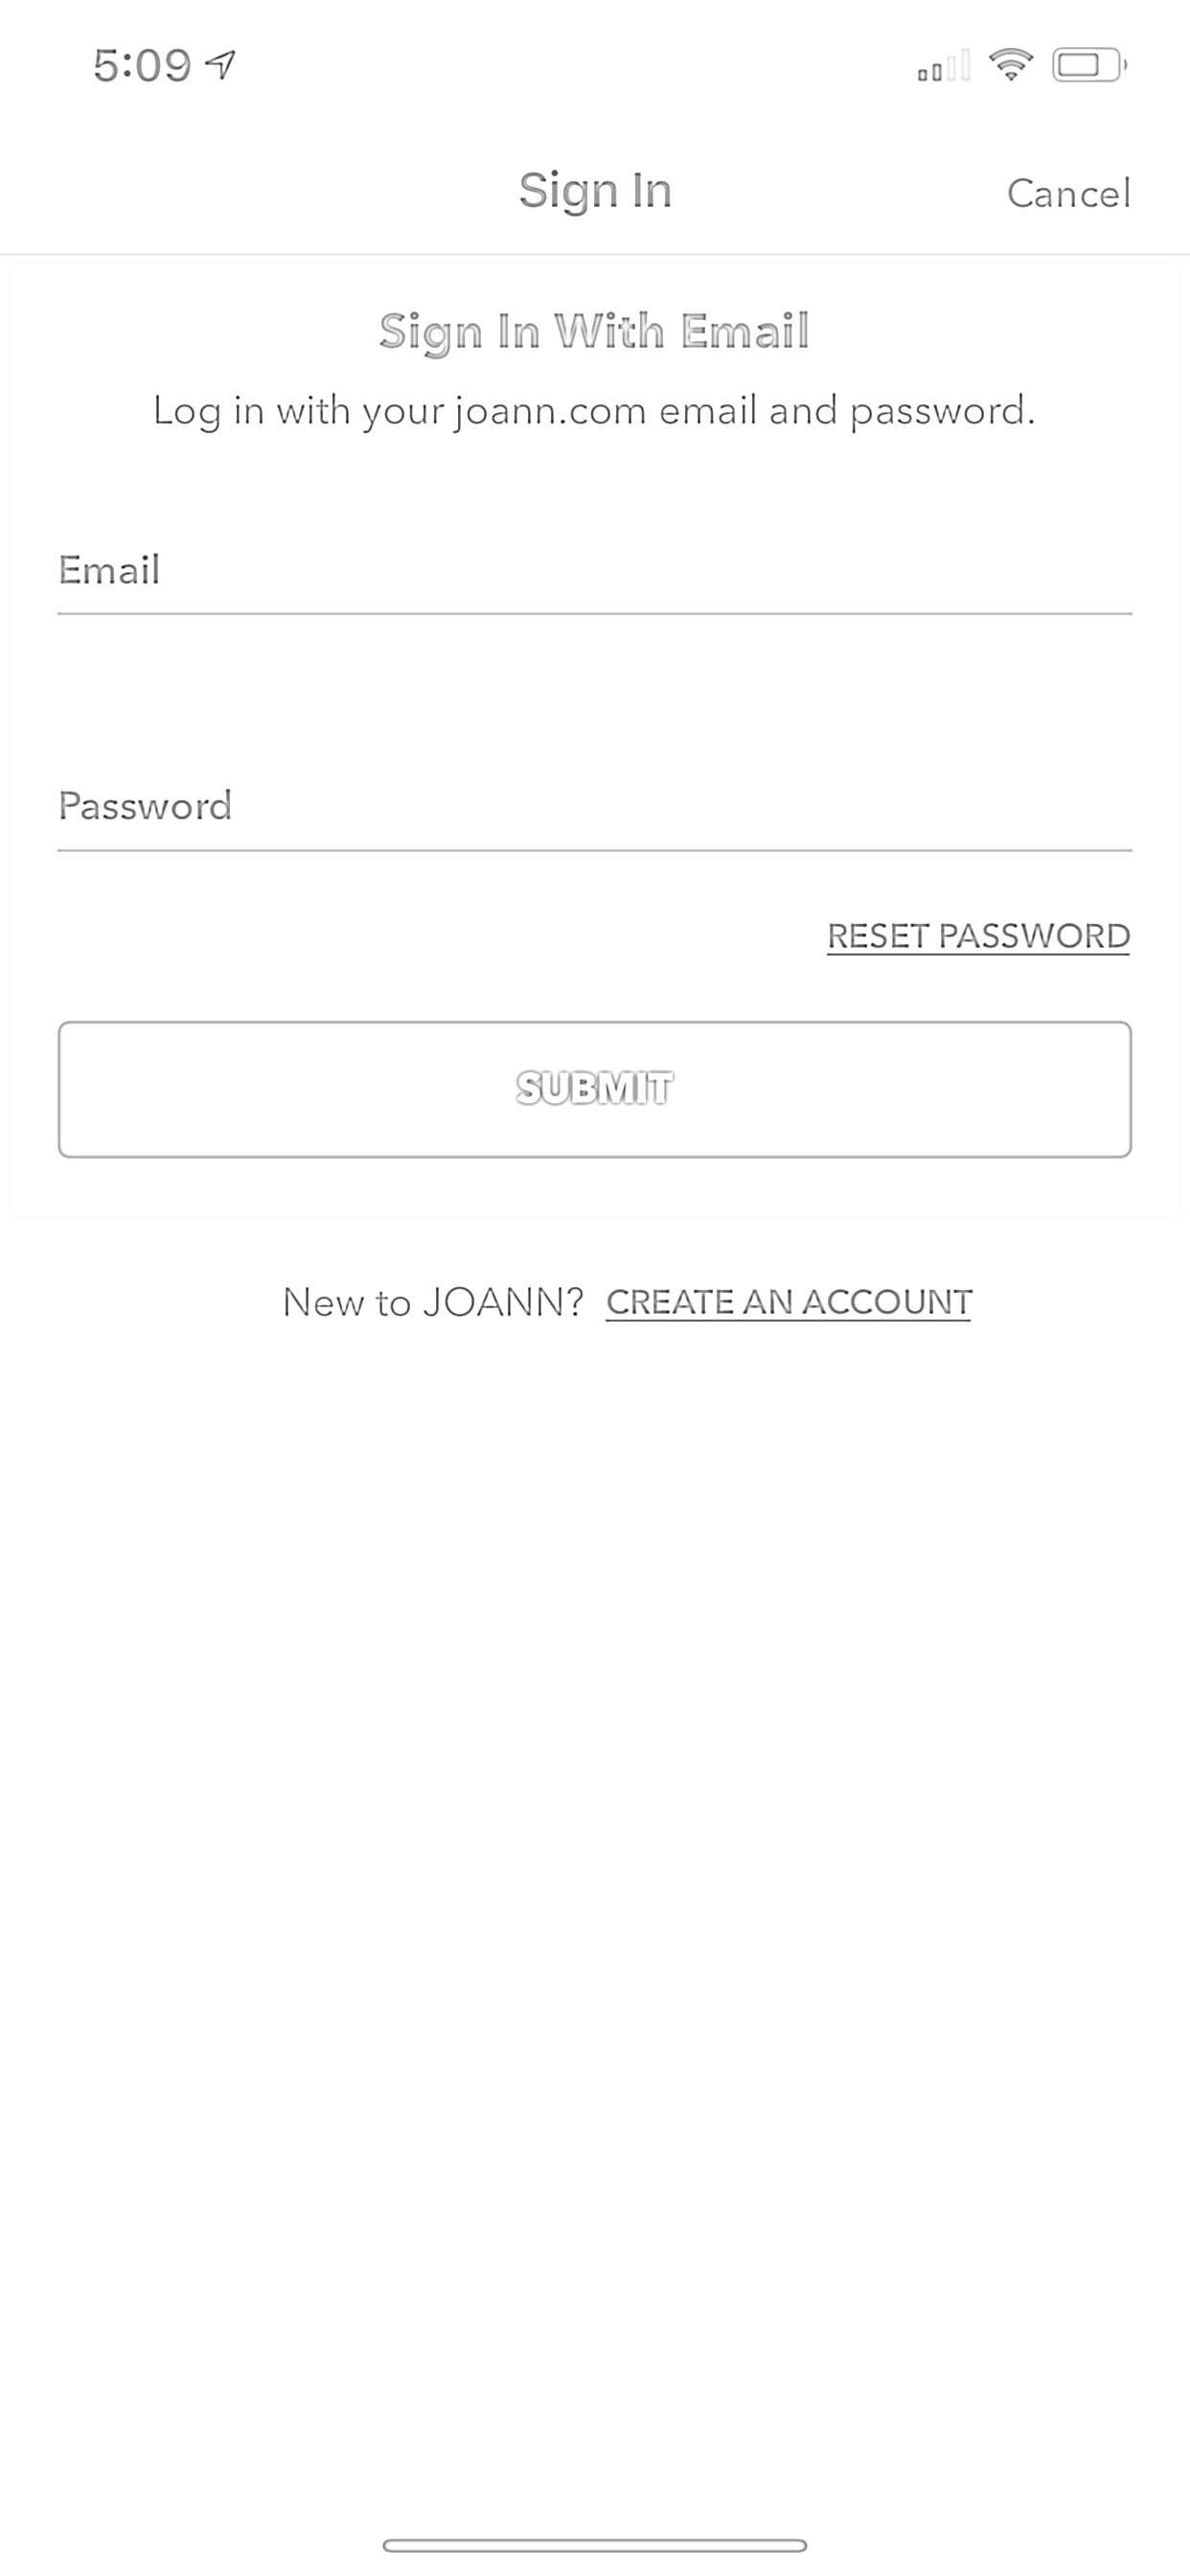 5:09
Sign In
Cancel
Sign In With Email
Log in with your joann.com email and password.
Email
Password
RESET PASSWORD
SUBMIT
New to JOANN? CREATE AN ACCOUNT